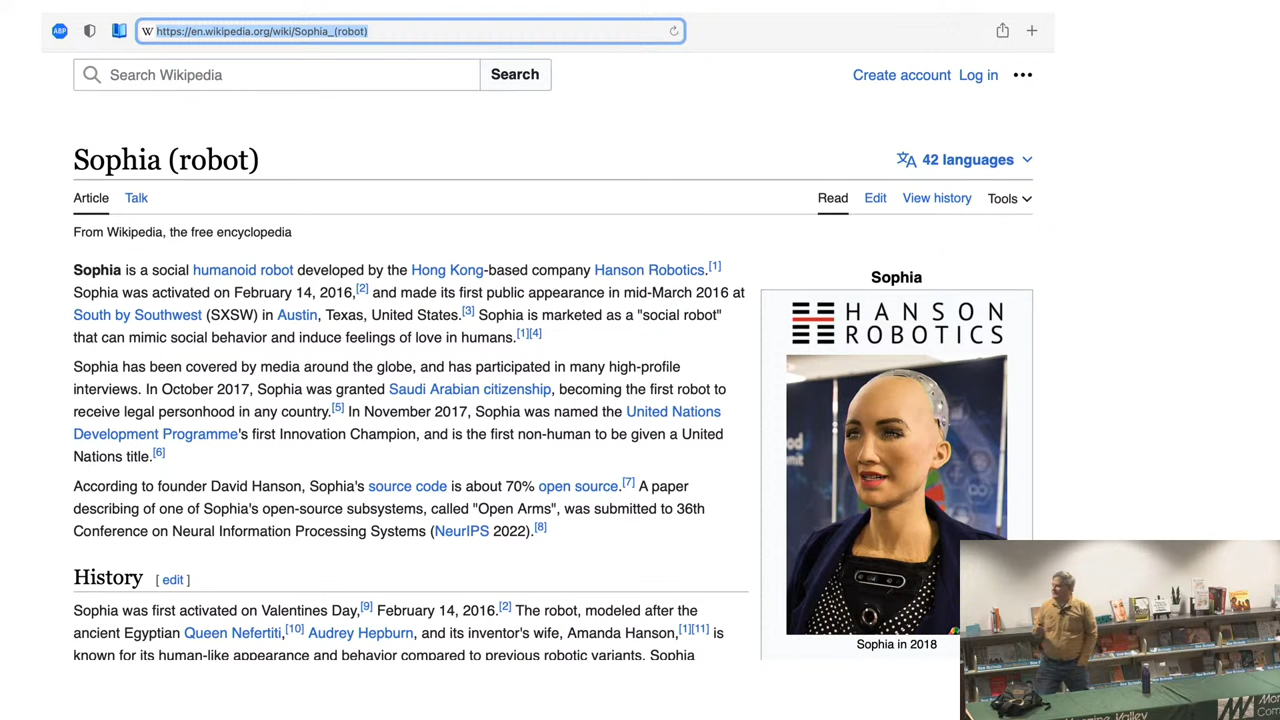 ABP
W https://en.wikipedia.org/wiki/Sophia_(robot)
Search Wikipedia
Search
Create account Log in
Sophia (robot)
42 languages
Article Talk
Read Edit View history Tools
From Wikipedia, the free encyclopedia
Sophia is a social humanoid robot developed by the Hong Kong-based company Hanson Robotics.[1]
Sophia was activated on February 14, 2016,[2] and made its first public appearance in mid-March 2016 at
South by Southwest (SXSW) in Austin, Texas, United States.[3] Sophia is marketed as a "social robot"
that can mimic social behavior and induce feelings of love in humans.[1][4]
Sophia has been covered by media around the globe, and has participated in many high-profile
interviews. In October 2017, Sophia was granted Saudi Arabian citizenship, becoming the first robot to
receive legal personhood in any country.[5] In November 2017, Sophia was named the United Nations
Development Programme's first Innovation Champion, and is the first non-human to be given a United
Nations title.[6]
According to founder David Hanson, Sophia's source code is about 70% open source.[7] A paper
describing of one of Sophia's open-source subsystems, called "Open Arms", was submitted to 36th
Conference on Neural Information Processing Systems (NeurIPS 2022).[8]
History [ edit ]
Sophia was first activated on Valentines Day,[9] February 14, 2016.[2] The robot, modeled after the
ancient Egyptian Queen Nefertiti,[10] Audrey Hepburn, and its inventor's wife, Amanda Hanson,[1][11] is
known for its human-like appearance and behavior compared to previous robotic variants. Sophia
Sophia
HANSON
ROBOTICS
Sophia in 2018
Valley